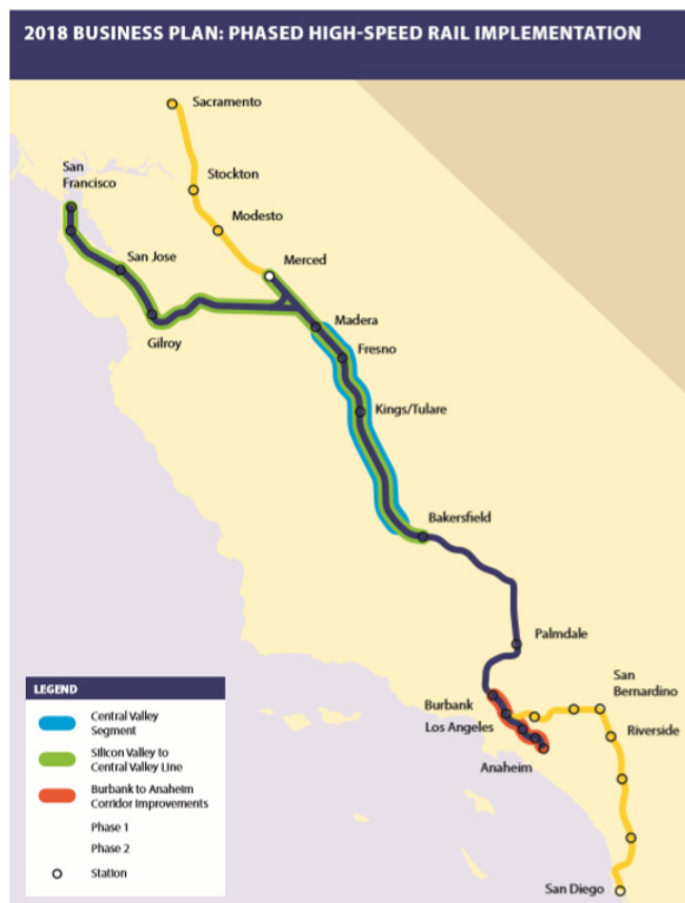 2018 BUSINESS PLAN: PHASED HIGH-SPEED RAIL IMPLEMENTATION
Sacramento
San
Francisco
Stockton
Modesto
San Jose
Merced
Gilroy
Madera
Fresno
Kings/Tulare
Bakersfield
Palmdale
San
Bernardino
Burbank
Los Angeles
Riverside
Anaheim
San Diego
LEGEND
Central Valley
Segment
Silicon Valley to
Central Valley Line
Burbank to Anaheim
Corridor Improvements
Phase 1
Phase 2
Station